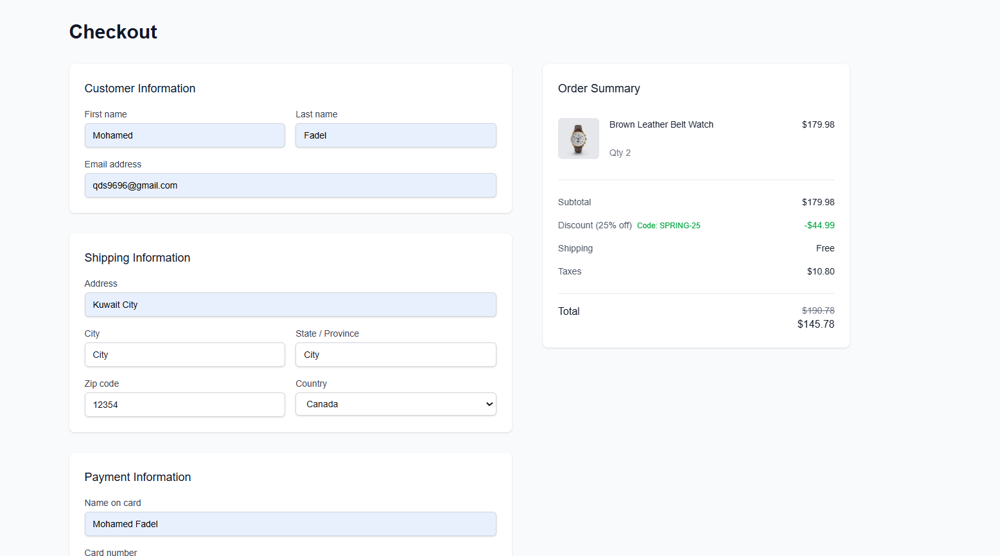 Checkout
Customer Information
First name
Last name
Mohamed
Fadel
Email address
qds9696@gmail.com
Shipping Information
Address
Kuwait City
City
State / Province
City
City
Zip code
Country
12354
Canada
Payment Information
Name on card
Mohamed Fadel
Card number
Order Summary
Brown Leather Belt Watch $179.98
Qty 2
Subtotal $179.98
Discount (25% off) Code: SPRING-25 -$44.99
Shipping Free
Taxes $10.80
Total $190.78
$145.78